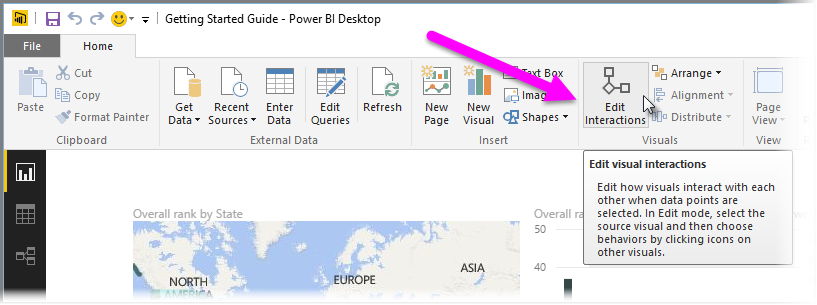 Getting Started Guide - Power BI Desktop
File Home
Cut
Copy
Format Painter
Paste
Clipboard
Get Data
Recent Sources
Enter Data
Edit Queries
Refresh
External Data
New Page
New Visual
Text Box
Shapes
Insert
Edit Interactions
Arrange
Alignment
Distribute
Visuals
Page View
View
Edit visual interactions
Edit how visuals interact with each
other when data points are
selected. In Edit mode, select the
source visual and then choose
behaviors by clicking icons on
other visuals.
Overall rank by State
Overall
50
40
NORTH
AMERICA
EUROPE
ASIA